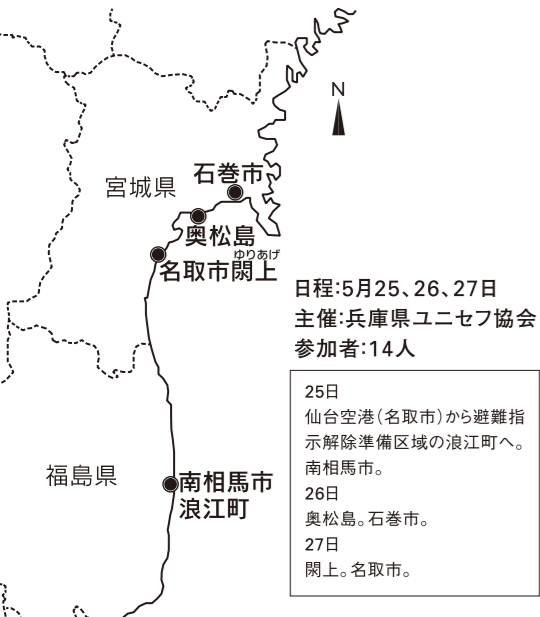 N
宮城県
石巻市
奥松島
ゆりあげ
名取市閖上
日程:5月25、26、27日
主催:兵庫県ユニセフ協会
参加者:14人
25日
仙台空港(名取市)から避難指
示解除準備区域の浪江町へ。
南相馬市。
26日
奥松島。石巻市。
27日
閖上。名取市。
福島県
南相馬市
浪江町